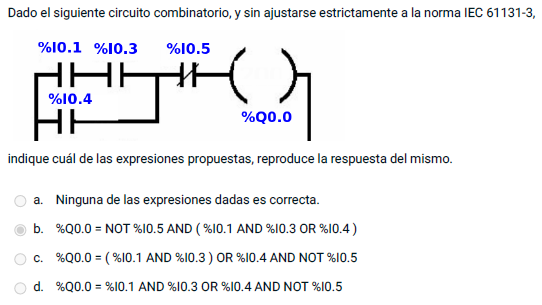 Dado el siguiente circuito combinatorio, y sin ajustarse estrictamente a la norma IEC 61131-3,
%I0.1 %I0.3 %I0.5
%I0.4
%Q0.0
indique cuál de las expresiones propuestas, reproduce la respuesta del mismo.
a. Ninguna de las expresiones dadas es correcta.
b. %Q0.0 = NOT %I0.5 AND ( %I0.1 AND %I0.3 OR %I0.4 )
c. %Q0.0 = ( %I0.1 AND %I0.3 ) OR %I0.4 AND NOT %I0.5
d. %Q0.0 = %I0.1 AND %I0.3 OR %I0.4 AND NOT %I0.5